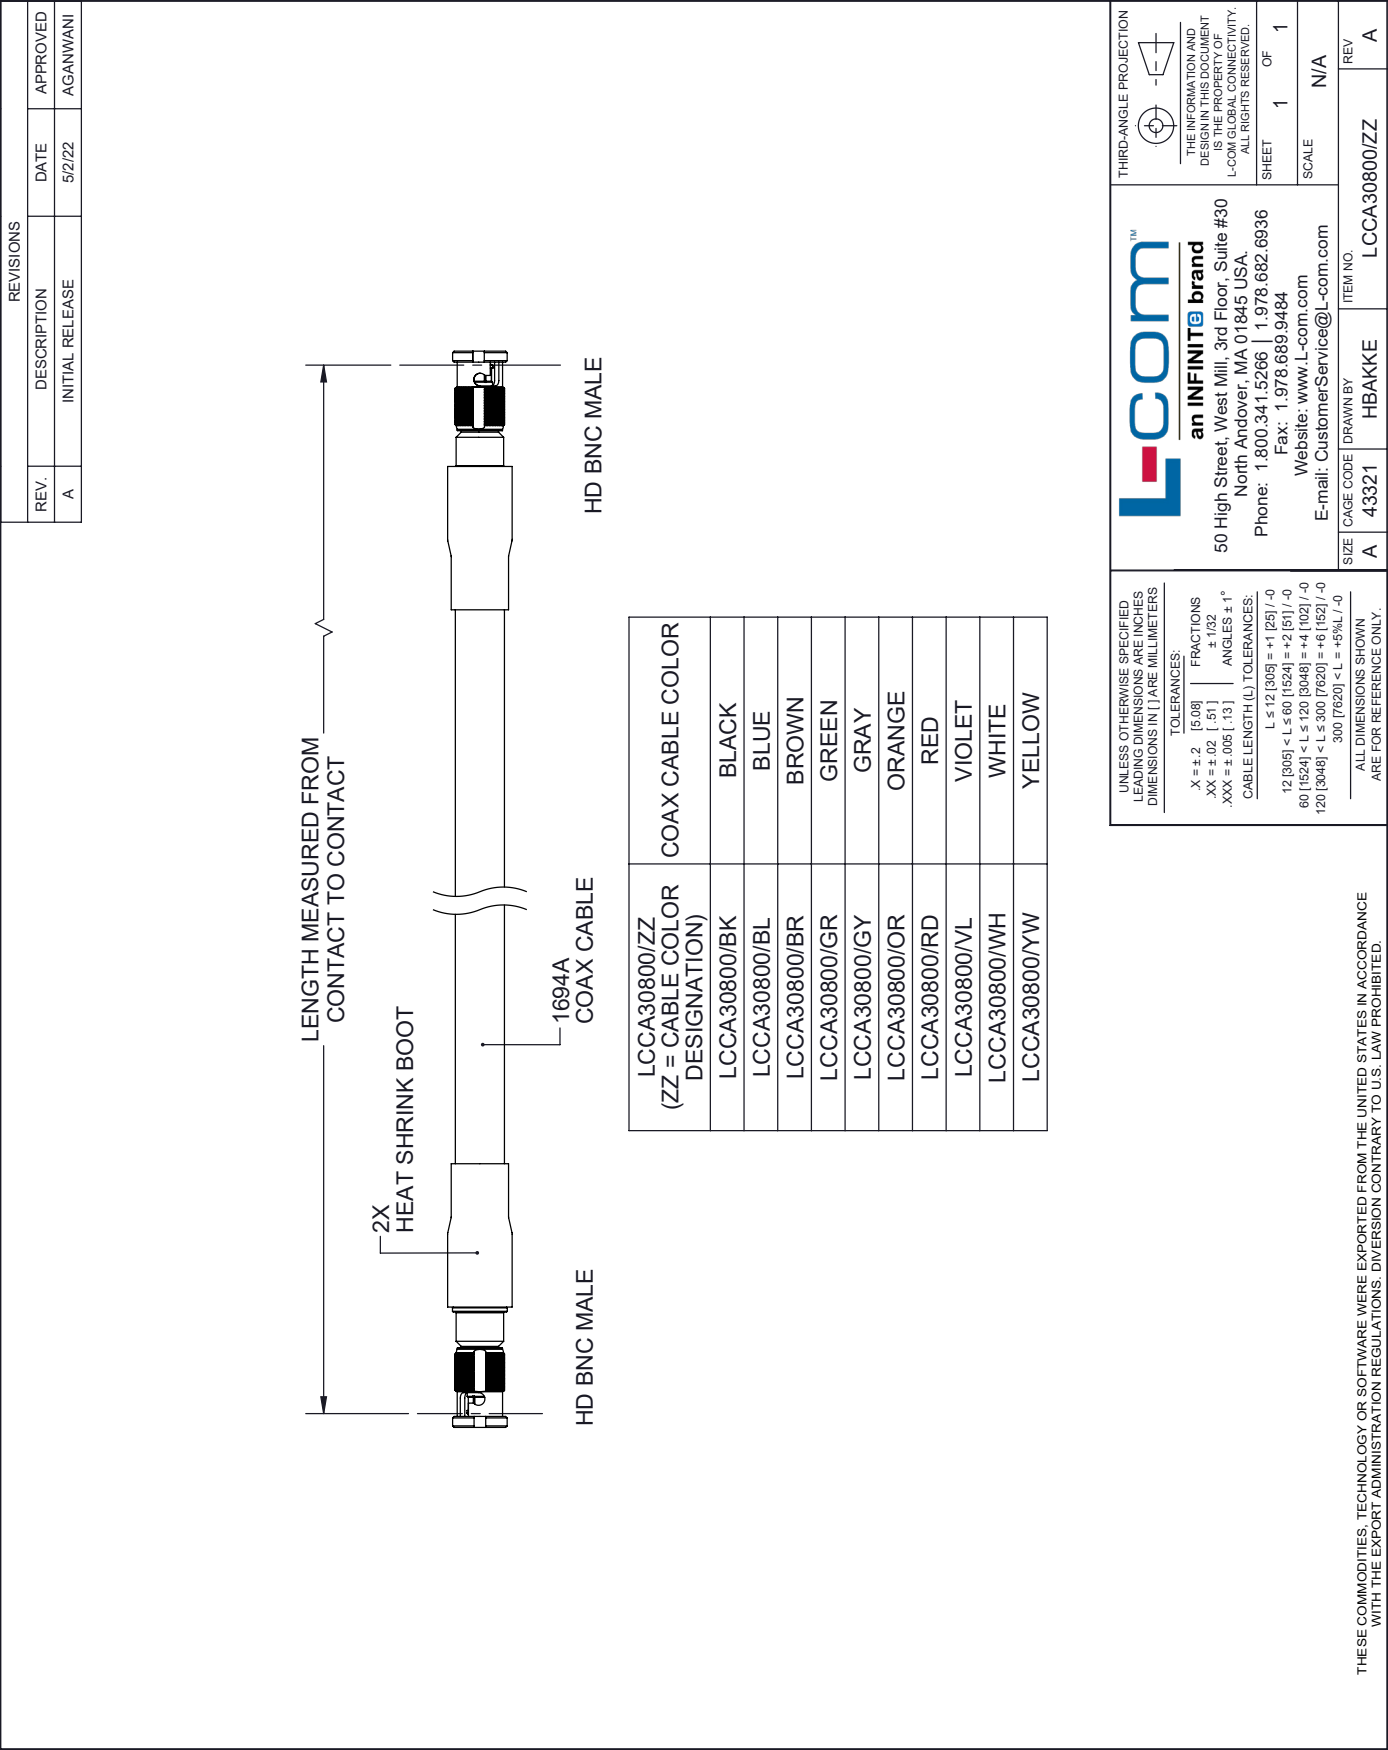 REVISIONS
REV. DESCRIPTION DATE APPROVED
A INITIAL RELEASE 5/2/22 AGANWANI
LENGTH MEASURED FROM
CONTACT TO CONTACT
2X
HEAT SHRINK BOOT
1694A
COAX CABLE
HD BNC MALE
HD BNC MALE
LCCA30800/ZZ
(ZZ = CABLE COLOR
DESIGNATION)
COAX CABLE COLOR
LCCA30800/BK BLACK
LCCA30800/BL BLUE
LCCA30800/BR BROWN
LCCA30800/GR GREEN
LCCA30800/GY GRAY
LCCA30800/OR ORANGE
LCCA30800/RD RED
LCCA30800/VL VIOLET
LCCA30800/WH WHITE
LCCA30800/YW YELLOW
UNLESS OTHERWISE SPECIFIED
LEADING DIMENSIONS ARE INCHES
DIMENSIONS IN [ ] ARE MILLIMETERS
TOLERANCES:
.X = ±.2 [5.08] FRACTIONS
.XX = ±.02 [ .51] ± 1/32
.XXX = ±.005 [ .13 ] ANGLES ± 1°
CABLE LENGTH (L) TOLERANCES:
L ≤ 12 [305] = +1 [25] / -0
12 [305] < L ≤ 60 [1524] = +2 [51] / -0
60 [1524] < L ≤ 120 [3048] = +4 [102] / -0
120 [3048] < L ≤ 300 [7620] = +6 [152] / -0
300 [7620] < L = +5%L / -0
ALL DIMENSIONS SHOWN
ARE FOR REFERENCE ONLY.
L-com™
an INFINITe brand
50 High Street, West Mill, 3rd Floor, Suite #30
North Andover, MA 01845 USA.
Phone: 1.800.341.5266 | 1.978.682.6936
Fax: 1.978.689.9484
Website: www.L-com.com
E-mail: CustomerService@L-com.com
THIRD-ANGLE PROJECTION
THE INFORMATION AND
DESIGN IN THIS DOCUMENT
IS THE PROPERTY OF
L-COM GLOBAL CONNECTIVITY.
ALL RIGHTS RESERVED.
SHEET 1 OF 1
SCALE N/A
SIZE A
CAGE CODE 43321
DRAWN BY HBAKKE
ITEM NO. LCCA30800/ZZ
REV A
THESE COMMODITIES, TECHNOLOGY OR SOFTWARE WERE EXPORTED FROM THE UNITED STATES IN ACCORDANCE
WITH THE EXPORT ADMINISTRATION REGULATIONS. DIVERSION CONTRARY TO U.S. LAW PROHIBITED.